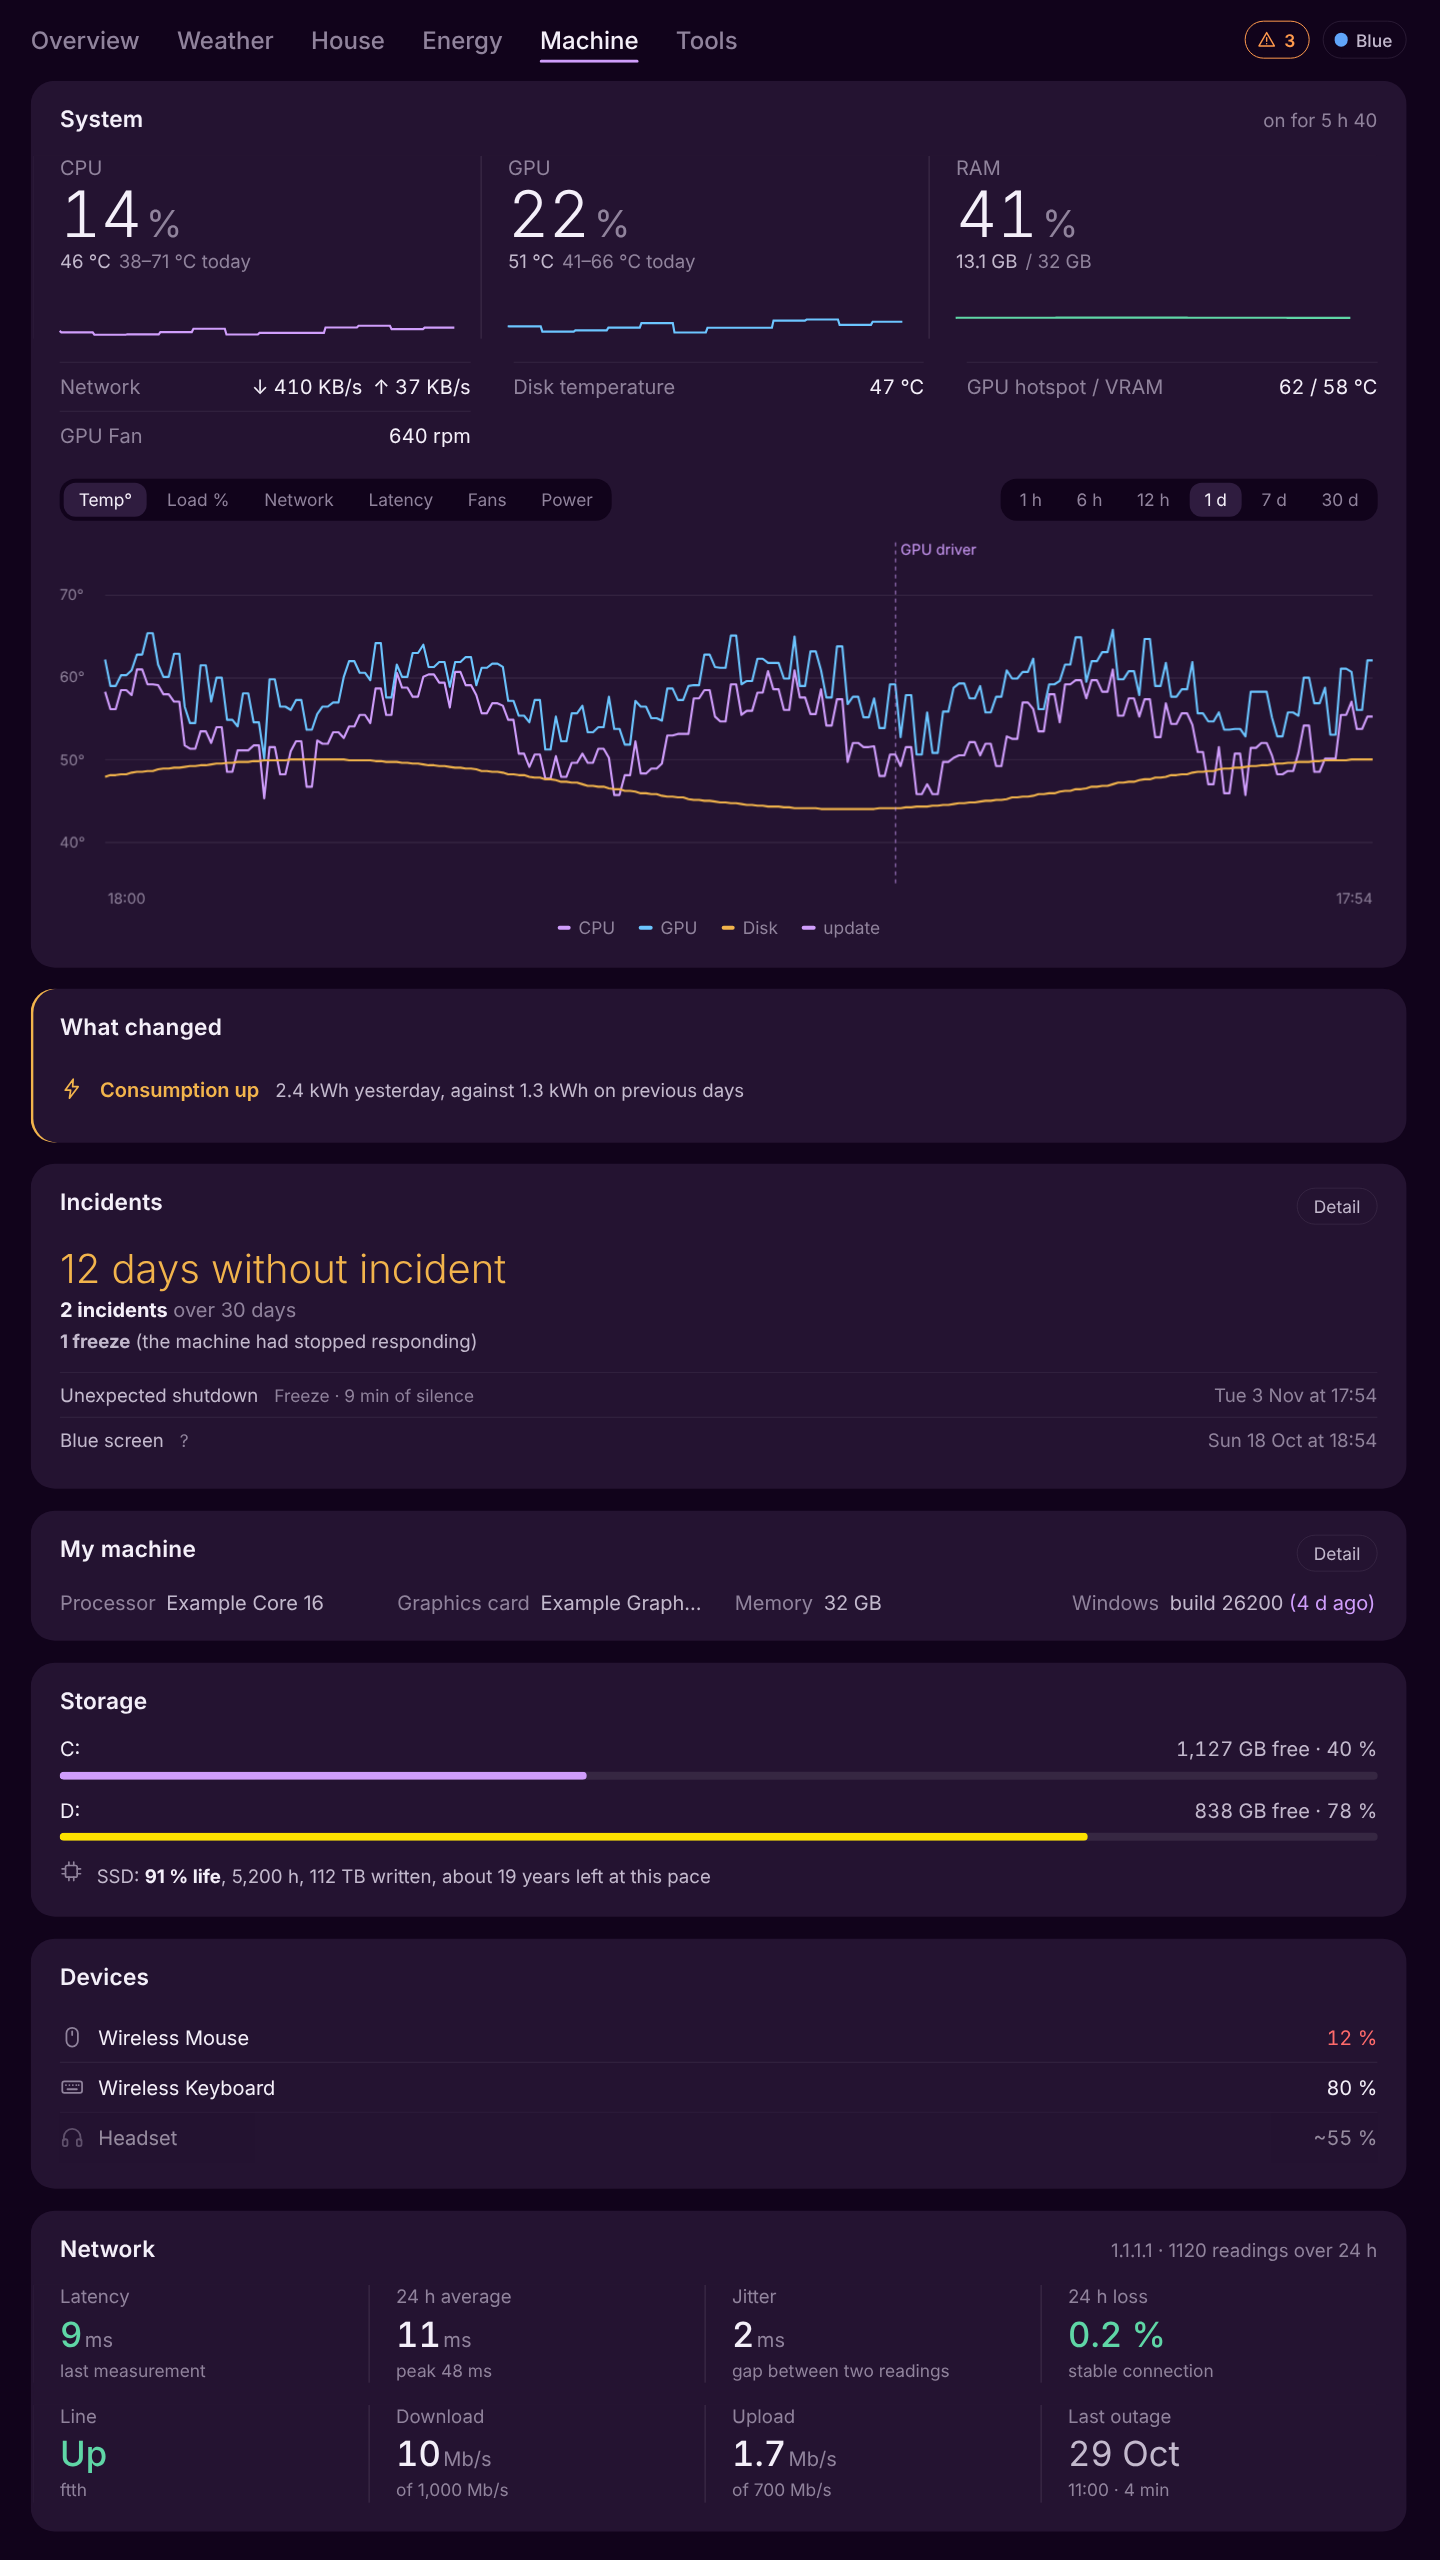 Overview Weather House Energy Machine Tools 3 Blue
System on for 5 h 40
CPU GPU RAM
14 % 22 % 41 %
46 °C 38–71 °C today 51 °C 41–66 °C today 13.1 GB / 32 GB
Network ↓ 410 KB/s ↑ 37 KB/s Disk temperature 47 °C GPU hotspot / VRAM 62 / 58 °C
GPU Fan 640 rpm
Temp° Load % Network Latency Fans Power 1 h 6 h 12 h 1 d 7 d 30 d
GPU driver
70°
60°
50°
40°
18:00 17:54
CPU GPU Disk update
What changed
Consumption up 2.4 kWh yesterday, against 1.3 kWh on previous days
Incidents Detail
12 days without incident
2 incidents over 30 days
1 freeze (the machine had stopped responding)
Unexpected shutdown Freeze · 9 min of silence Tue 3 Nov at 17:54
Blue screen ? Sun 18 Oct at 18:54
My machine Detail
Processor Example Core 16 Graphics card Example Graph... Memory 32 GB Windows build 26200 (4 d ago)
Storage
C: 1,127 GB free · 40 %
D: 838 GB free · 78 %
SSD: 91 % life, 5,200 h, 112 TB written, about 19 years left at this pace
Devices
Wireless Mouse 12 %
Wireless Keyboard 80 %
Headset ~55 %
Network 1.1.1.1 · 1120 readings over 24 h
Latency 24 h average Jitter 24 h loss
9 ms 11 ms 2 ms 0.2 %
last measurement peak 48 ms gap between two readings stable connection
Line Download Upload Last outage
Up 10 Mb/s 1.7 Mb/s 29 Oct
ftth of 1,000 Mb/s of 700 Mb/s 11:00 · 4 min